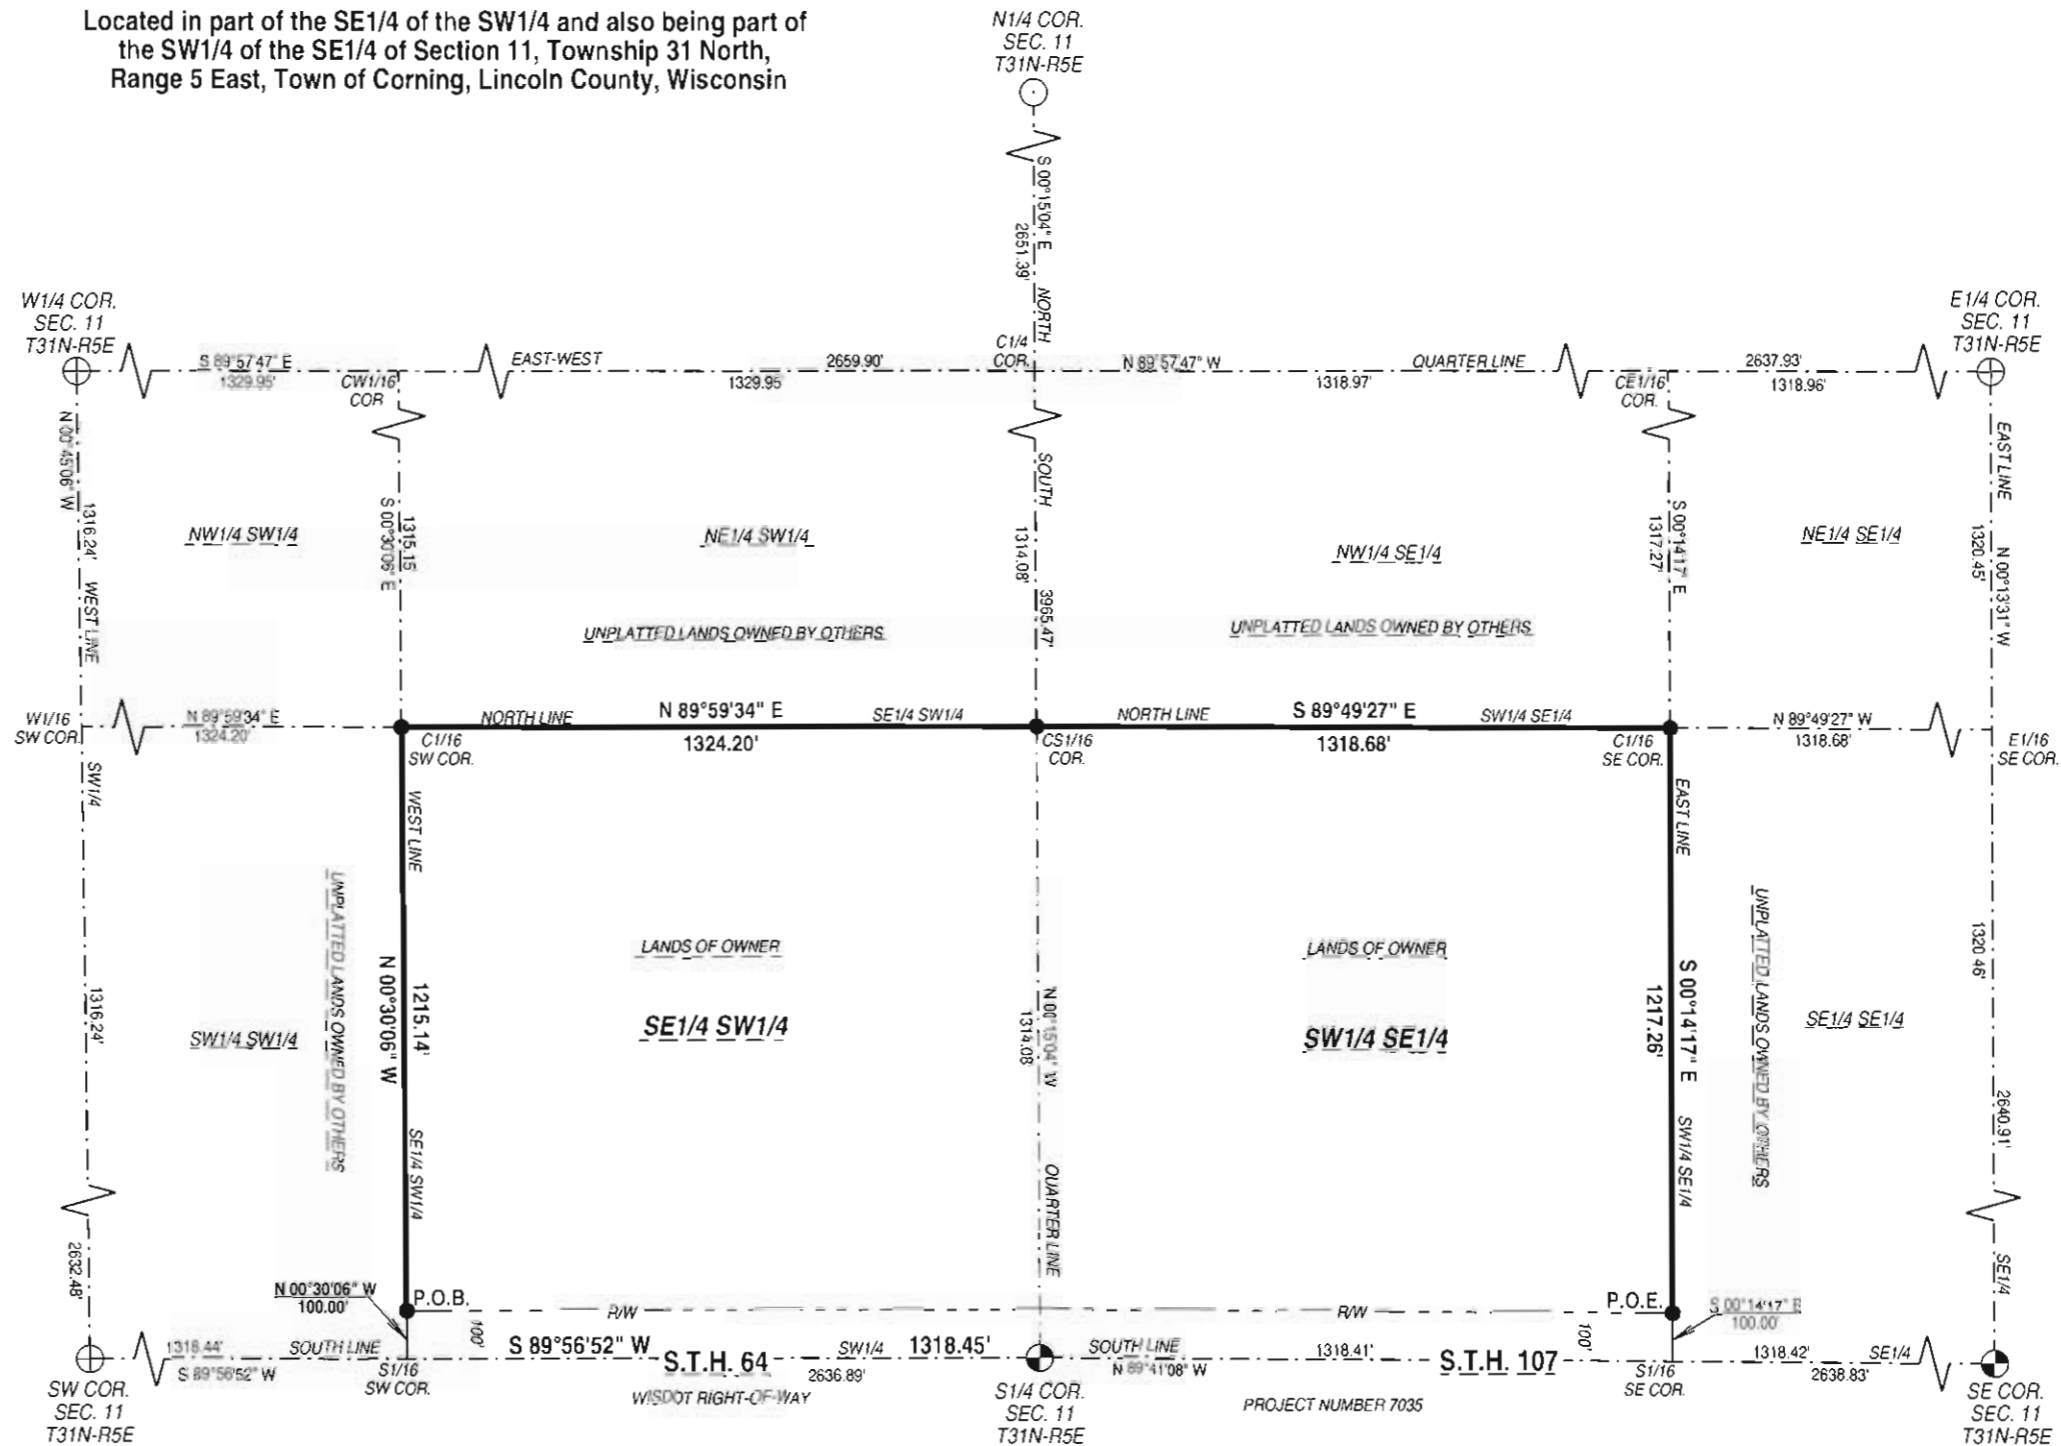 Located in part of the SE1/4 of the SW1/4 and also being part of
the SW1/4 of the SE1/4 of Section 11, Township 31 North,
Range 5 East, Town of Corning, Lincoln County, Wisconsin
N1/4 COR.
SEC. 11
T31N-R5E
S 00°15'04" E
2651.39'
NORTH
W1/4 COR.
SEC. 11
T31N-R5E
E1/4 COR.
SEC. 11
T31N-R5E
S 89°57'47" E
1329.95'
CW1/16
COR
EAST-WEST
1329.95
2659.90'
C1/4
COR.
N 89°57'47" W
1318.97'
QUARTER LINE
CE1/16
COR.
2637.93'
1318.96'
N 00°45'06" W
1316.24'
WEST LINE
S 00°30'06" E
1315.15'
SOUTH
1314.08'
3965.47'
S 00°14'17" E
1317.27'
EAST LINE
1320.45'
N 00°13'31" W
NW1/4 SW1/4
NE1/4 SW1/4
NW1/4 SE1/4
NE1/4 SE1/4
UNPLATTED LANDS OWNED BY OTHERS
UNPLATTED LANDS OWNED BY OTHERS
W1/16
SW COR.
N 89°59'34" E
1324.20'
NORTH LINE
N 89°59'34" E
SE1/4 SW1/4
1324.20'
NORTH LINE
S 89°49'27" E
SW1/4 SE1/4
1318.68'
N 89°49'27" W
1318.68'
C1/16
SW COR.
CS1/16
COR.
C1/16
SE COR.
E1/16
SE COR.
SW1/4
WEST LINE
EAST LINE
UNPLATTED LANDS OWNED BY OTHERS
N 00°30'06" W
1215.14'
LANDS OF OWNER
SE1/4 SW1/4
LANDS OF OWNER
SW1/4 SE1/4
N 00°15'04" W
1314.08'
S 00°14'17" E
1217.26'
UNPLATTED LANDS OWNED BY OTHERS
1316.24'
SW1/4 SW1/4
SE1/4 SE1/4
1320.46'
SE1/4 SW1/4
SW1/4 SE1/4
2640.91'
QUARTER LINE
2632.48'
SE1/4
N 00°30'06" W
100.00'
P.O.B.
R/W
R/W
P.O.E.
S 00°14'17" E
100.00'
100'
100'
1318.44'
S 89°56'52" W
SOUTH LINE
S1/16
SW COR.
S 89°56'52" W
S.T.H. 64
SW1/4
1318.45'
2636.89'
SOUTH LINE
N 89°41'08" W
1318.41'
S.T.H. 107
S1/16
SE COR.
1318.42'
SE1/4
2638.83'
SW COR.
SEC. 11
T31N-R5E
WISDOT RIGHT-OF-WAY
S1/4 COR.
SEC. 11
T31N-R5E
PROJECT NUMBER 7035
SE COR.
SEC. 11
T31N-R5E